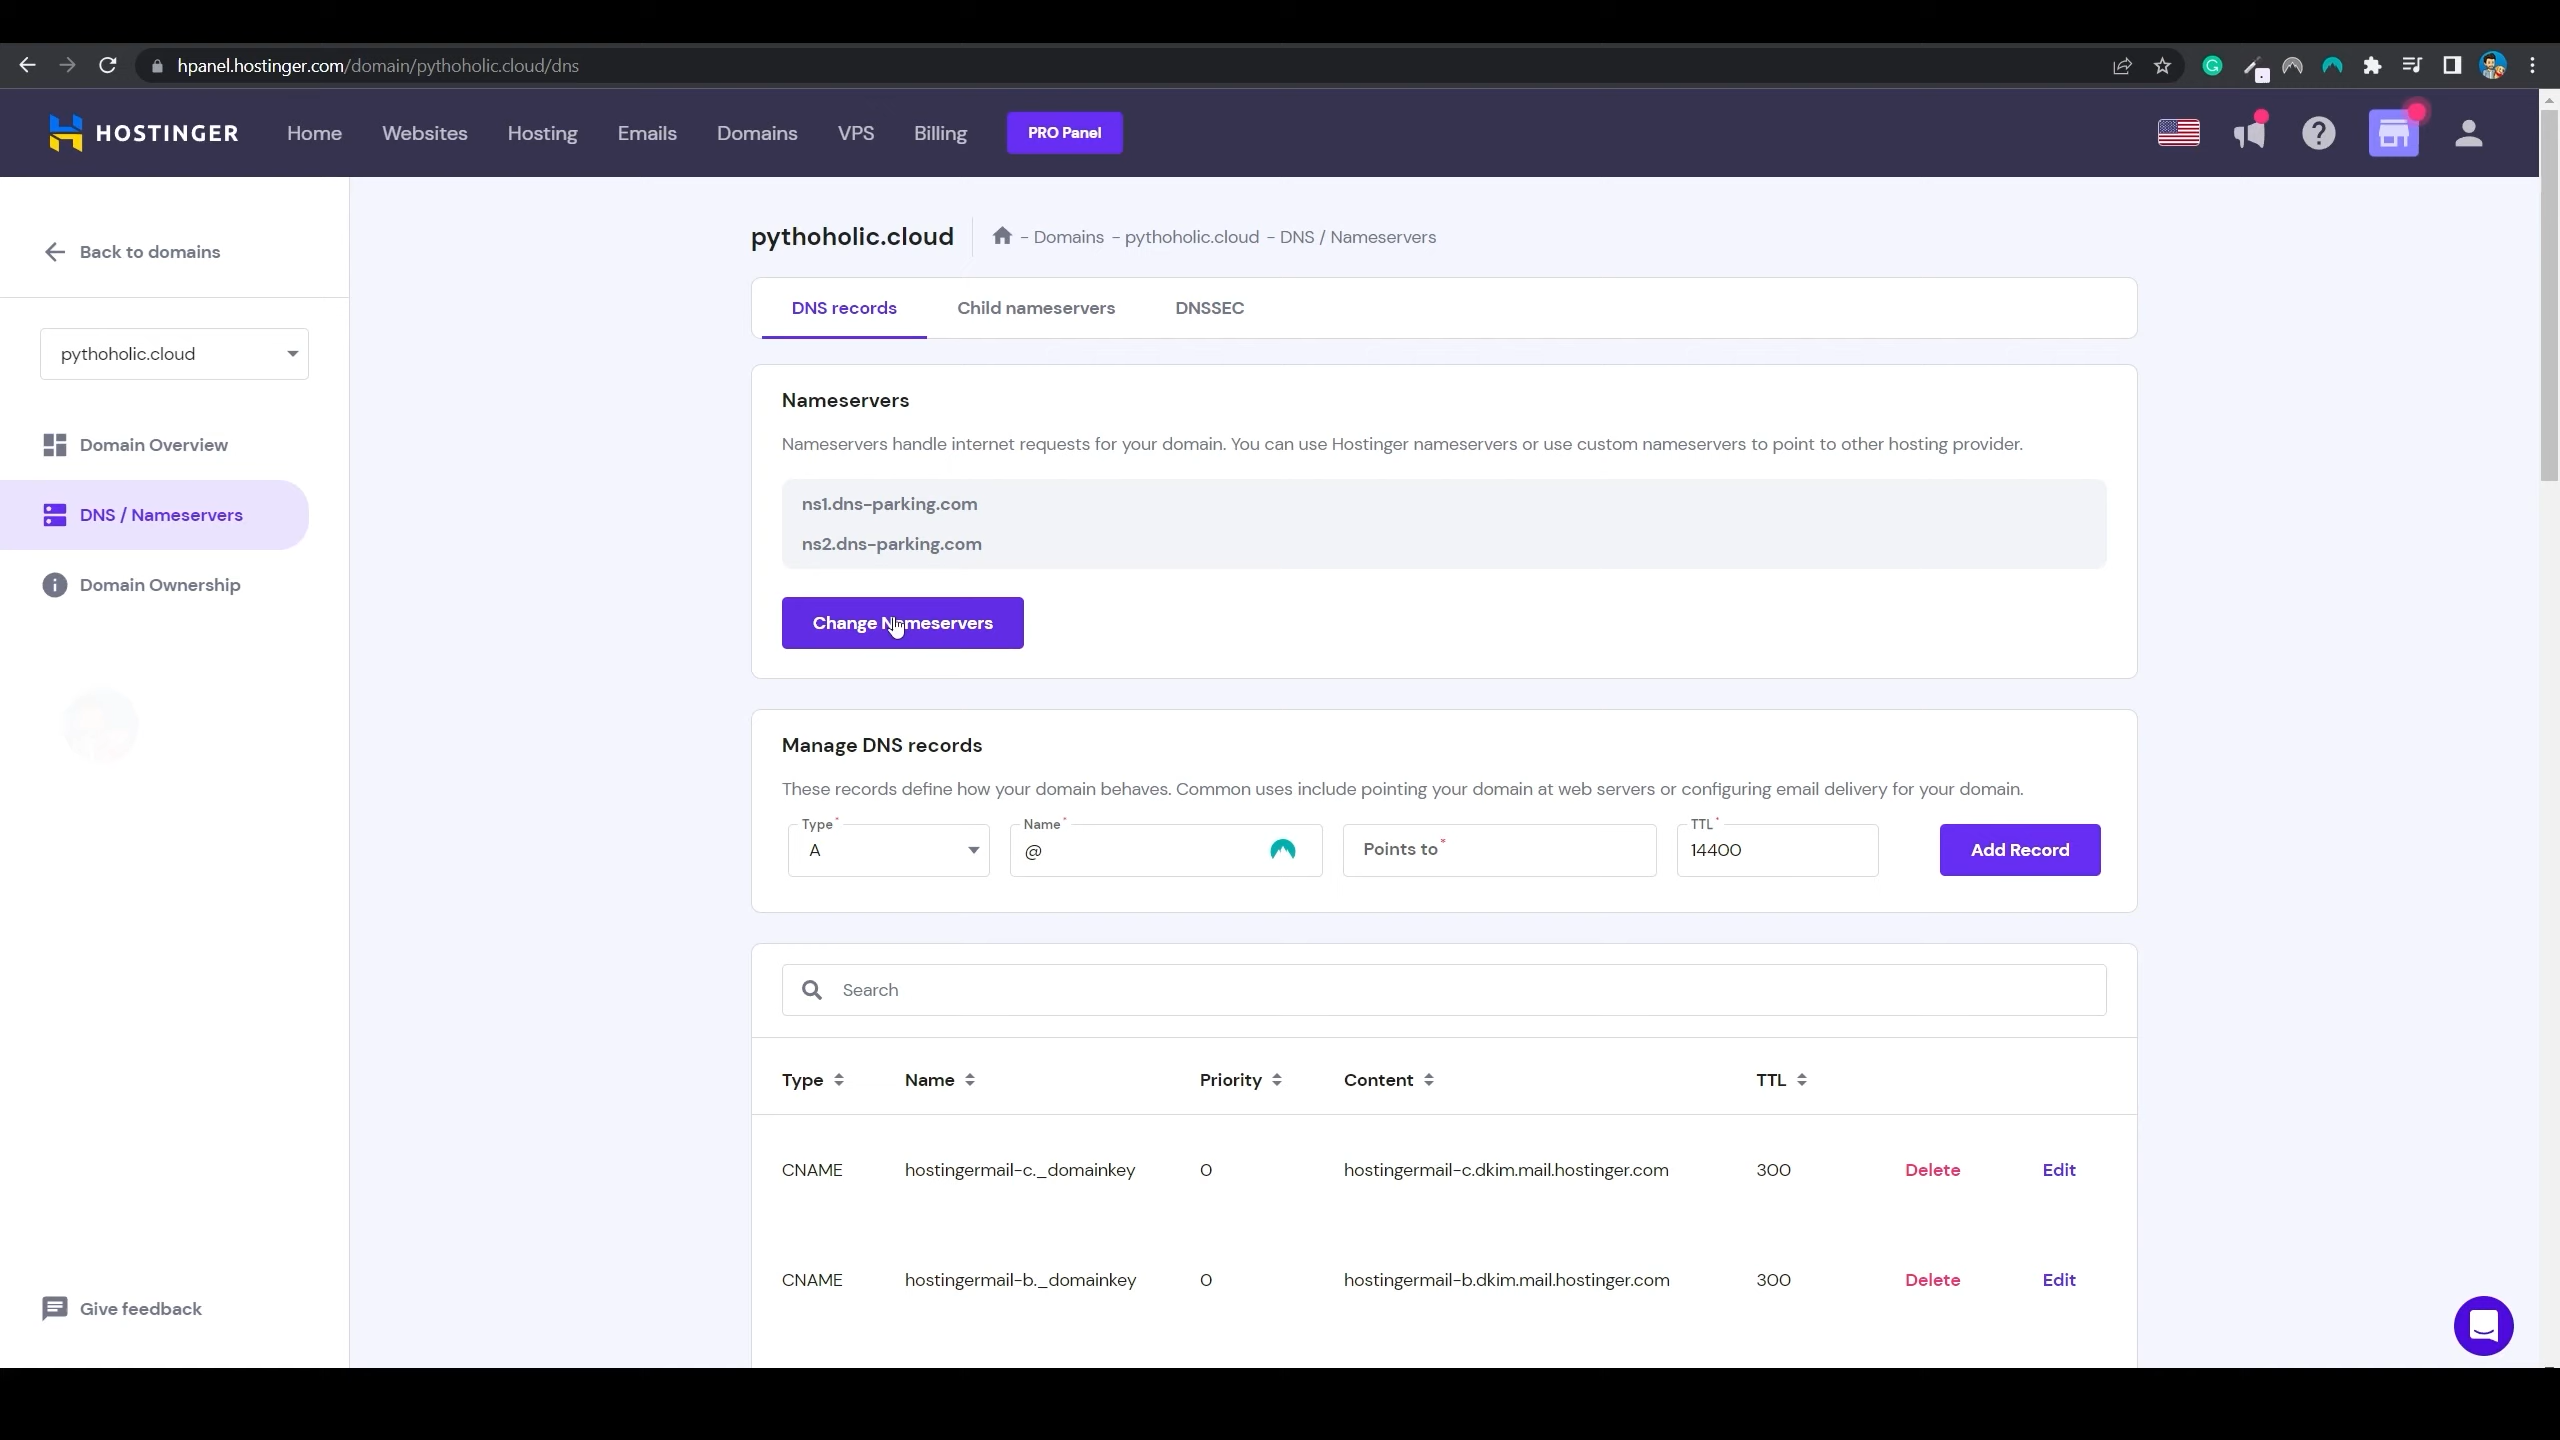 hpanel.hostinger.com/domain/pythoholic.cloud/dns
HOSTINGER Home Websites Hosting Emails Domains VPS Billing PRO Panel
Back to domains
pythoholic.cloud
Domain Overview
DNS / Nameservers
Domain Ownership
Give feedback
pythoholic.cloud - Domains - pythoholic.cloud - DNS / Nameservers
DNS records Child nameservers DNSSEC
Nameservers
Nameservers handle internet requests for your domain. You can use Hostinger nameservers or use custom nameservers to point to other hosting provider.
ns1.dns-parking.com
ns2.dns-parking.com
Change Nameservers
Manage DNS records
These records define how your domain behaves. Common uses include pointing your domain at web servers or configuring email delivery for your domain.
Type* Name* TTL*
A @ Points to* 14400 Add Record
Search
Type Name Priority Content TTL
CNAME hostingermail-c._domainkey 0 hostingermail-c.dkim.mail.hostinger.com 300 Delete Edit
CNAME hostingermail-b._domainkey 0 hostingermail-b.dkim.mail.hostinger.com 300 Delete Edit